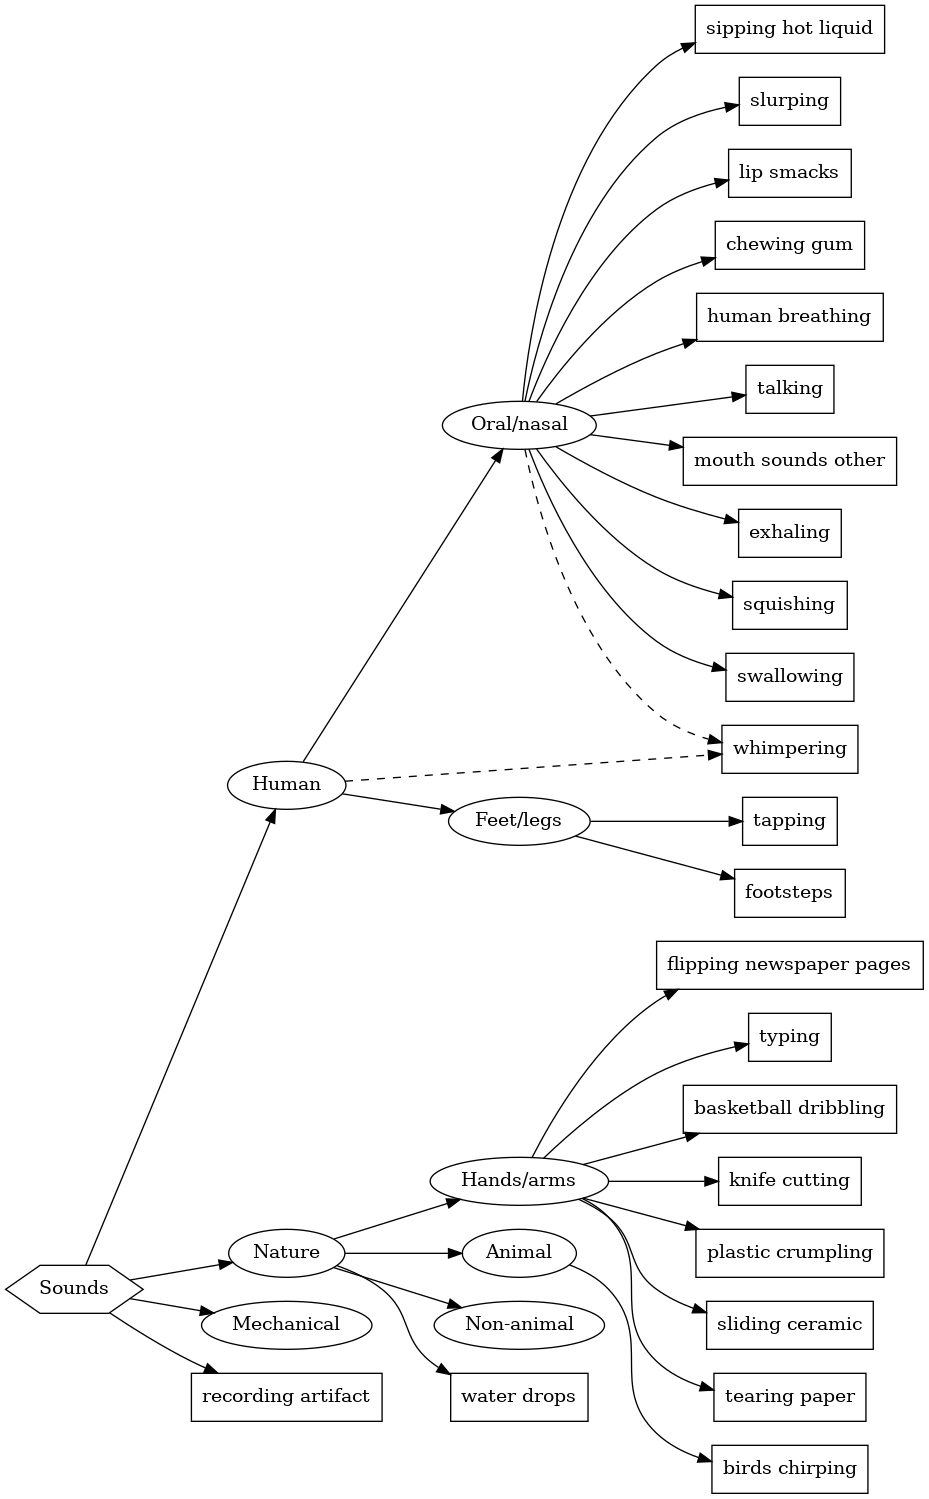 sipping hot liquid
slurping
lip smacks
chewing gum
human breathing
talking
Oral/nasal
mouth sounds other
exhaling
squishing
swallowing
whimpering
Human
Feet/legs
tapping
footsteps
flipping newspaper pages
typing
basketball dribbling
Hands/arms
knife cutting
Nature
Animal
plastic crumpling
Sounds
Mechanical
Non-animal
sliding ceramic
recording artifact
water drops
tearing paper
birds chirping